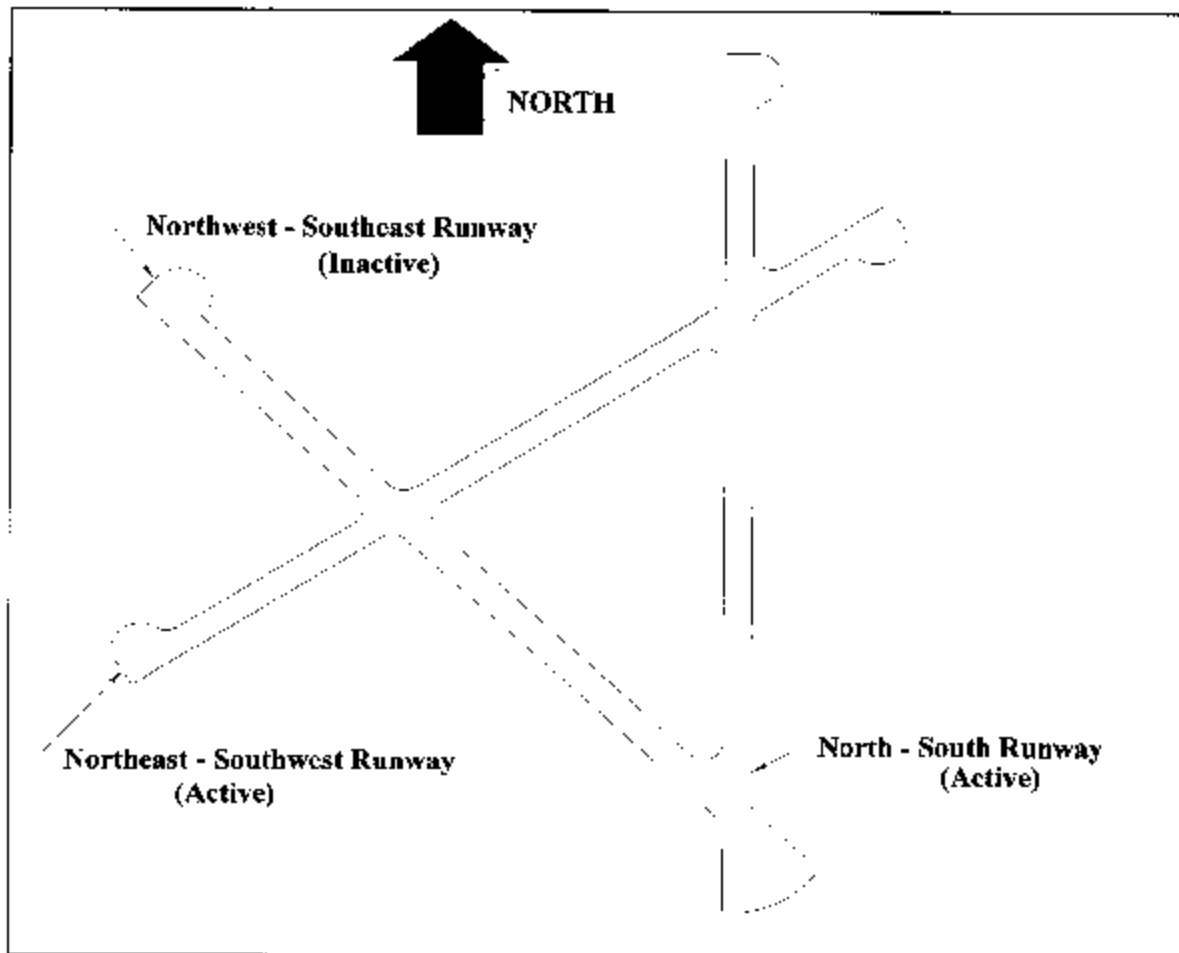 NORTH
Northwest - Southeast Runway
(Inactive)
Northeast - Southwest Runway
(Active)
North - South Runway
(Active)